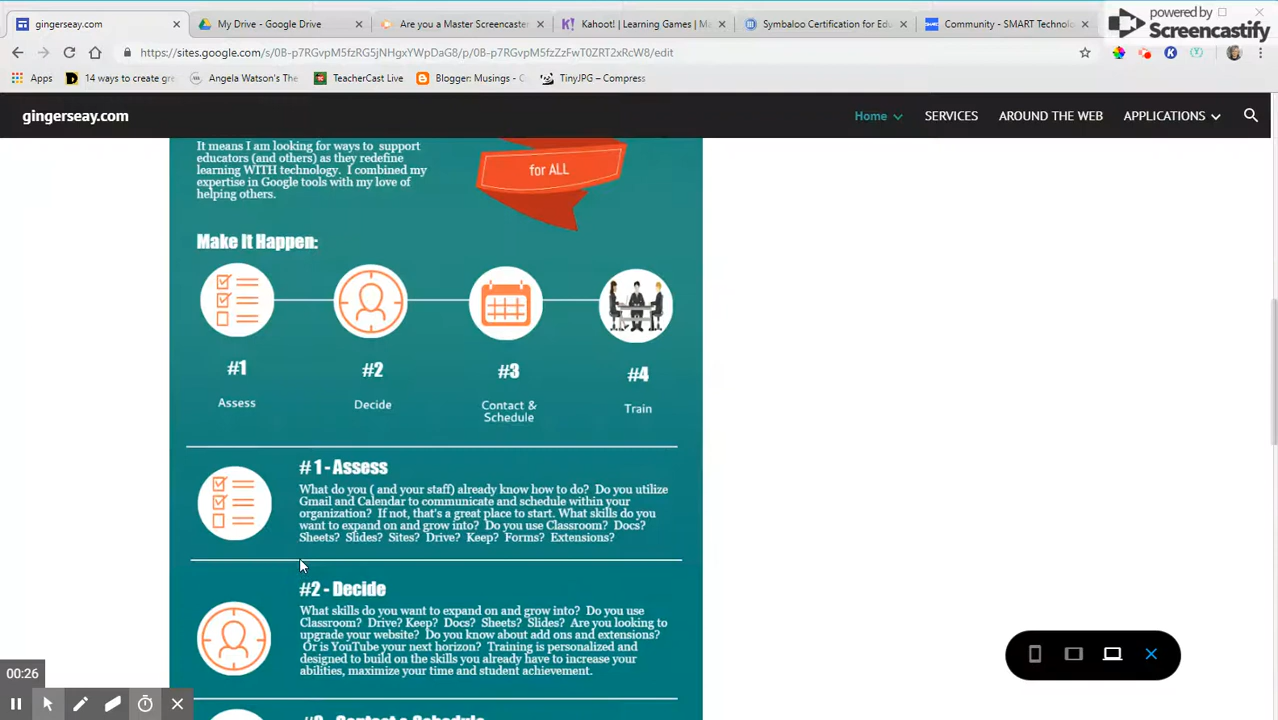 gingerseay.com
My Drive - Google Drive
Are you a Master Screencaster
Kahoot! | Learning Games | Ma
Symbaloo Certification for Edu
Community - SMART Technolo
powered by
Screencastify
https://sites.google.com/s/0B-p7RGvpM5fzRG5jNHgxYWpDaG8/p/0B-p7RGvpM5fzZzFwT0ZRT2xRcW8/edit
Apps
14 ways to create gre
Angela Watson's The
TeacherCast Live
Blogger: Musings - G
TinyJPG – Compress
gingerseay.com
Home
SERVICES
AROUND THE WEB
APPLICATIONS
It means I am looking for ways to support
educators (and others) as they redefine
learning WITH technology. I combined my
expertise in Google tools with my love of
helping others.
for ALL
Make It Happen:
#1
#2
#3
#4
Assess
Decide
Contact &
Schedule
Train
# 1 - Assess
What do you ( and your staff) already know how to do? Do you utilize
Gmail and Calendar to communicate and schedule within your
organization? If not, that's a great place to start. What skills do you
want to expand on and grow into? Do you use Classroom? Docs?
Sheets? Slides? Sites? Drive? Keep? Forms? Extensions?
#2 - Decide
What skills do you want to expand on and grow into? Do you use
Classroom? Drive? Keep? Docs? Sheets? Slides? Are you looking to
upgrade your website? Do you know about add ons and extensions?
Or is YouTube your next horizon? Training is personalized and
designed to build on the skills you already have to increase your
abilities, maximize your time and student achievement.
#3 - Contact & Schedule
00:26